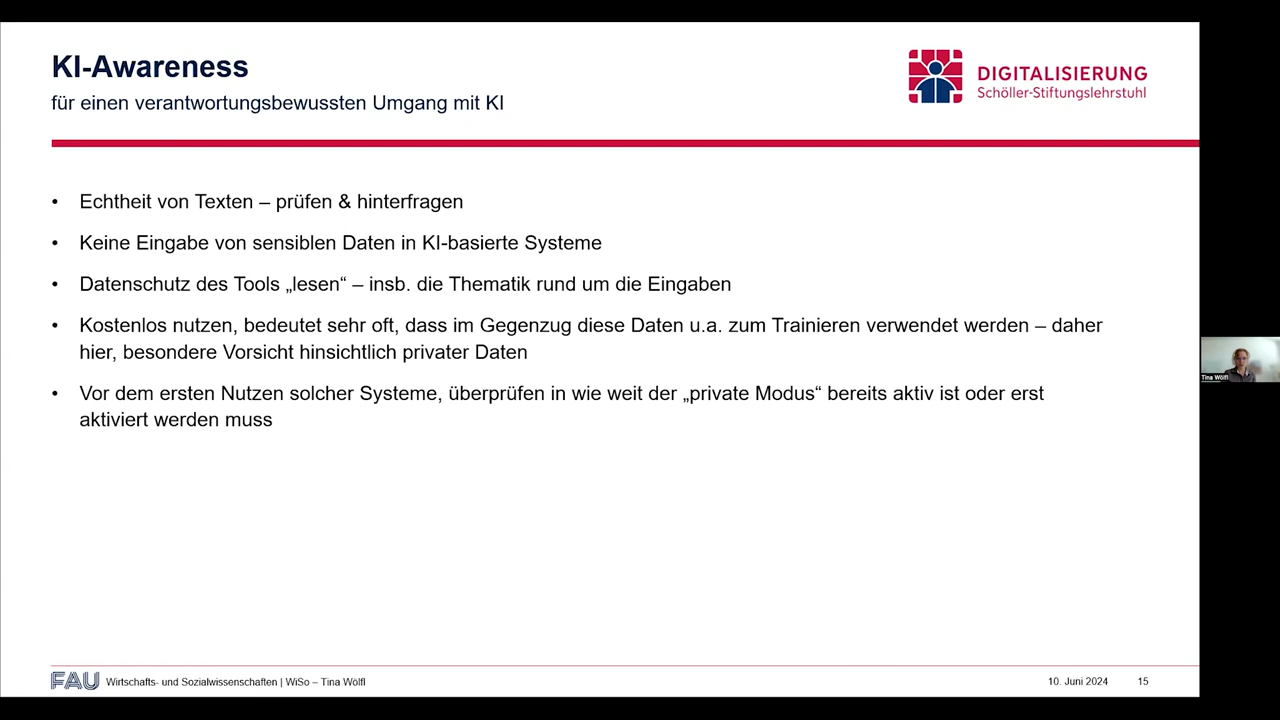 KI-Awareness
für einen verantwortungsbewussten Umgang mit KI
DIGITALISIERUNG
Schöller-Stiftungslehrstuhl
• Echtheit von Texten – prüfen & hinterfragen
• Keine Eingabe von sensiblen Daten in KI-basierte Systeme
• Datenschutz des Tools „lesen“ – insb. die Thematik rund um die Eingaben
• Kostenlos nutzen, bedeutet sehr oft, dass im Gegenzug diese Daten u.a. zum Trainieren verwendet werden – daher
hier, besondere Vorsicht hinsichtlich privater Daten
• Vor dem ersten Nutzen solcher Systeme, überprüfen in wie weit der „private Modus“ bereits aktiv ist oder erst
aktiviert werden muss
Tina Wölfl
FAU Wirtschafts- und Sozialwissenschaften | WiSo – Tina Wölfl
10. Juni 2024 15